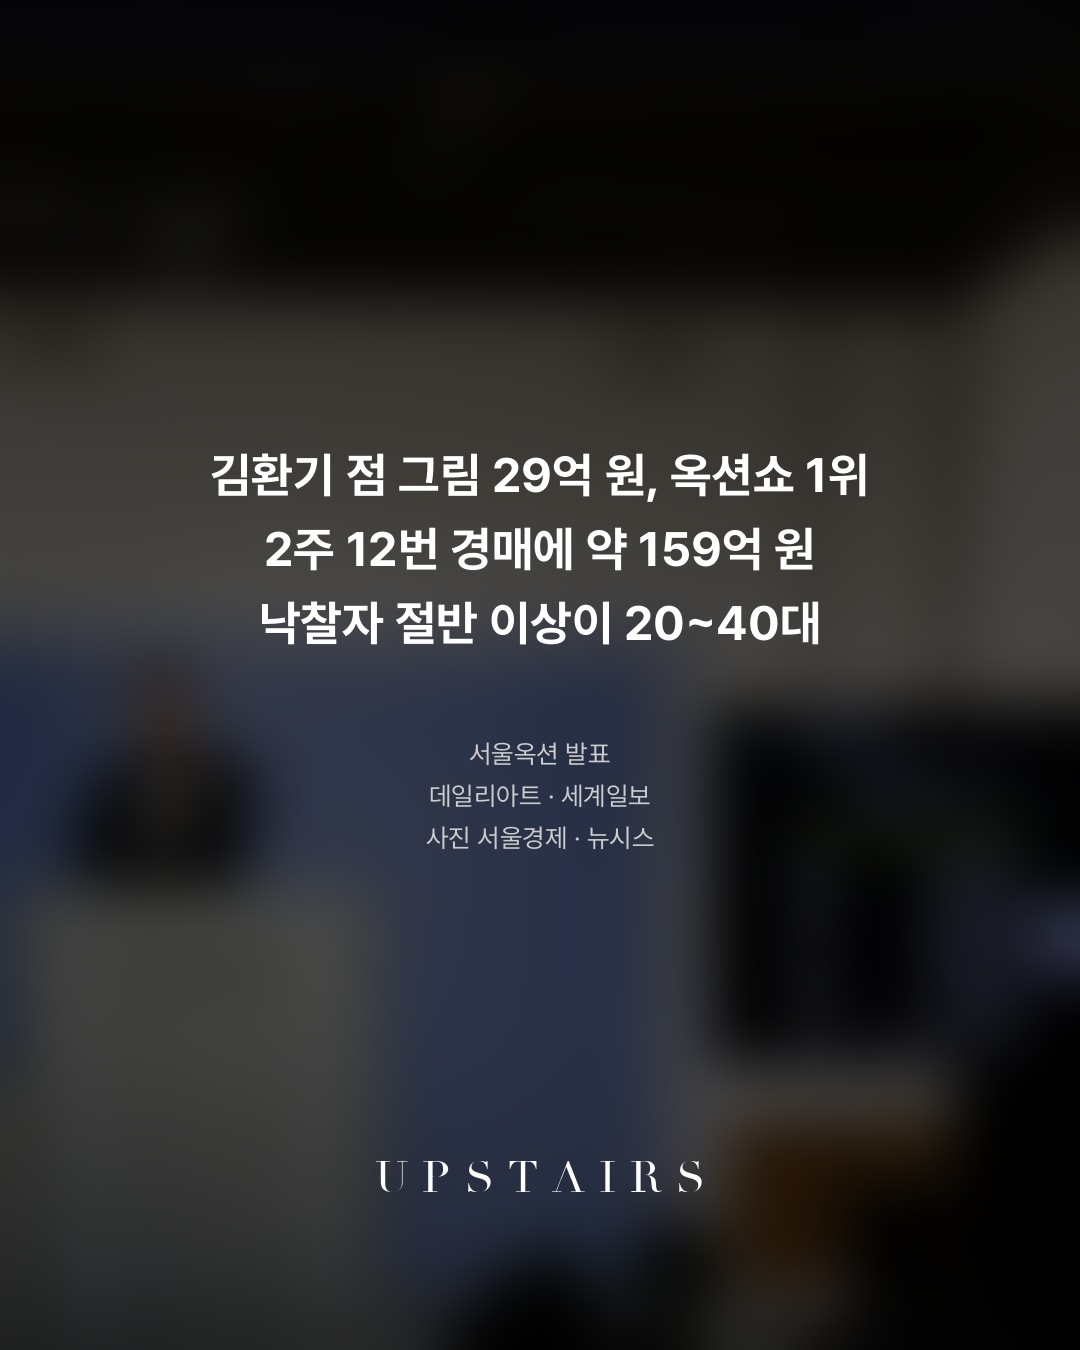 김환기 점 그림 29억 원, 옥션쇼 1위
2주 12번 경매에 약 159억 원
낙찰자 절반 이상이 20~40대
서울옥션 발표
데일리아트 · 세계일보
사진 서울경제 · 뉴시스
UPSTAIRS